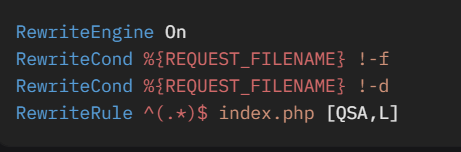 RewriteEngine On
RewriteCond %{REQUEST_FILENAME} !-f
RewriteCond %{REQUEST_FILENAME} !-d
RewriteRule ^(.*)$ index.php [QSA,L]